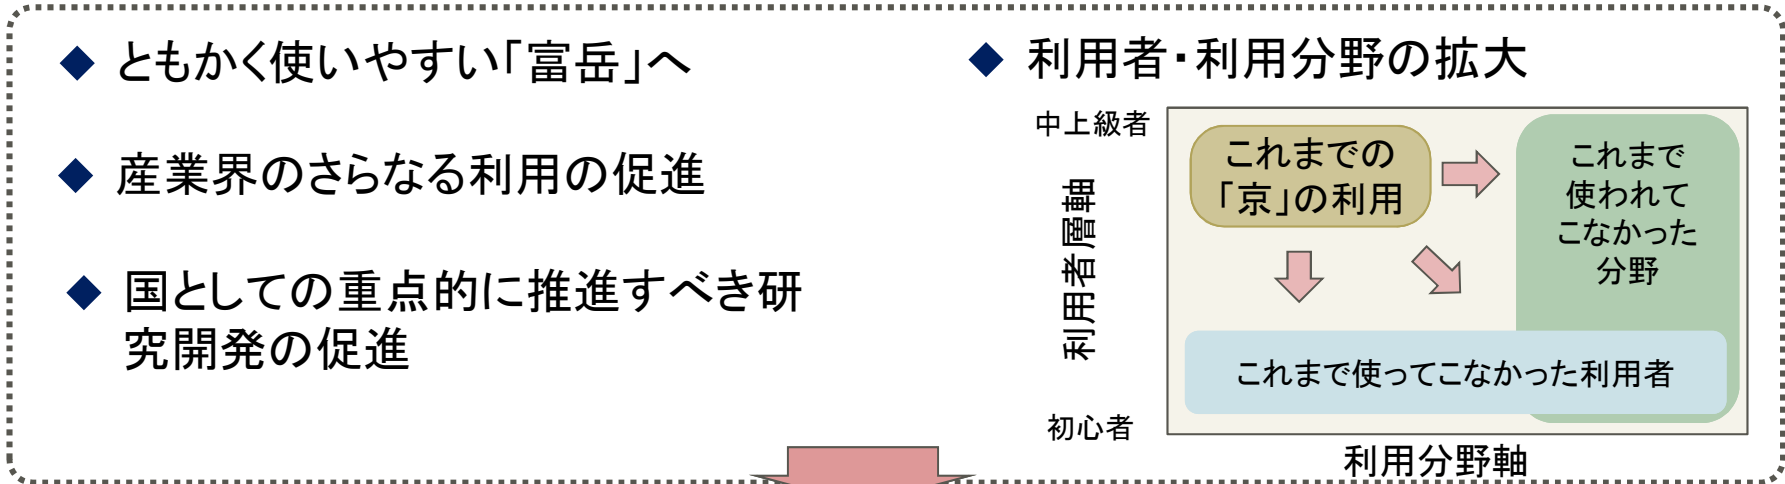 ◆ ともかく使いやすい「富岳」へ
◆ 産業界のさらなる利用の促進
◆ 国としての重点的に推進すべき研
究開発の促進
◆ 利用者・利用分野の拡大
中上級者
利用者層軸
初心者
これまでの
「京」の利用
これまで
使われて
こなかった
分野
これまで使ってこなかった利用者
利用分野軸